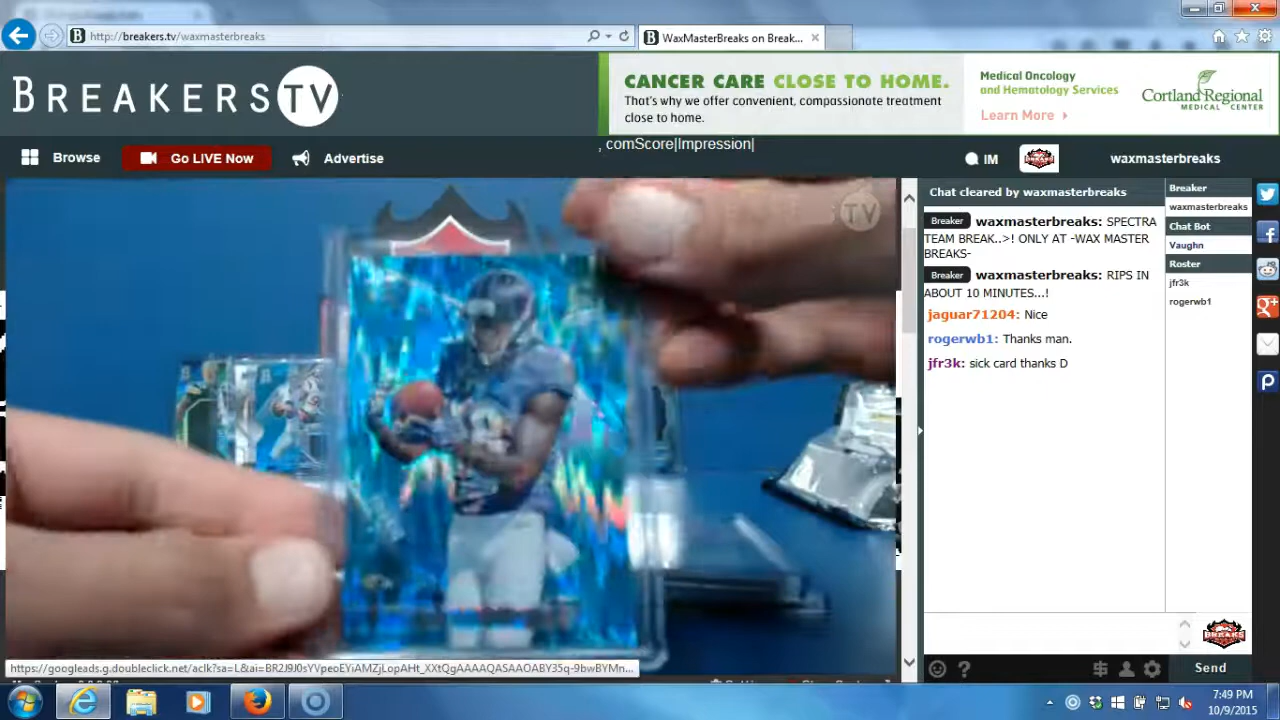 http://breakers.tv/waxmasterbreaks
WaxMasterBreaks on Break...
BREAKERSTV
CANCER CARE CLOSE TO HOME.
That's why we offer convenient, compassionate treatment
close to home.
Medical Oncology
and Hematology Services
Learn More
Cortland Regional
MEDICAL CENTER
, comScore|Impression|
Browse
Go LIVE Now
Advertise
IM
waxmasterbreaks
TV
Chat cleared by waxmasterbreaks
Breaker waxmasterbreaks: SPECTRA
TEAM BREAK..>! ONLY AT -WAX MASTER
BREAKS-
Breaker waxmasterbreaks: RIPS IN
ABOUT 10 MINUTES...!
jaguar71204: Nice
rogerwb1: Thanks man.
jfr3k: sick card thanks D
Breaker
waxmasterbreaks
Chat Bot
Vaughn
Roster
jfr3k
rogerwb1
BREAKS
Send
7:49 PM
10/9/2015